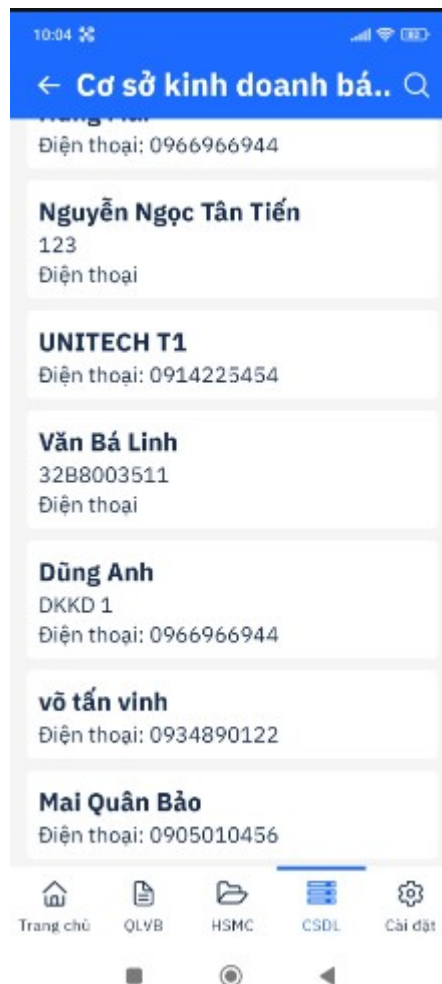 10:04
82
Cơ sở kinh doanh bá..
Điện thoại: 0966966944
Nguyễn Ngọc Tân Tiến
123
Điện thoại
UNITECH T1
Điện thoại: 0914225454
Văn Bá Linh
32B8003511
Điện thoại
Dũng Anh
DKKD 1
Điện thoại: 0966966944
võ tấn vinh
Điện thoại: 0934890122
Mai Quân Bảo
Điện thoại: 0905010456
Trang chủ QLVB HSMC CSDL Cài đặt